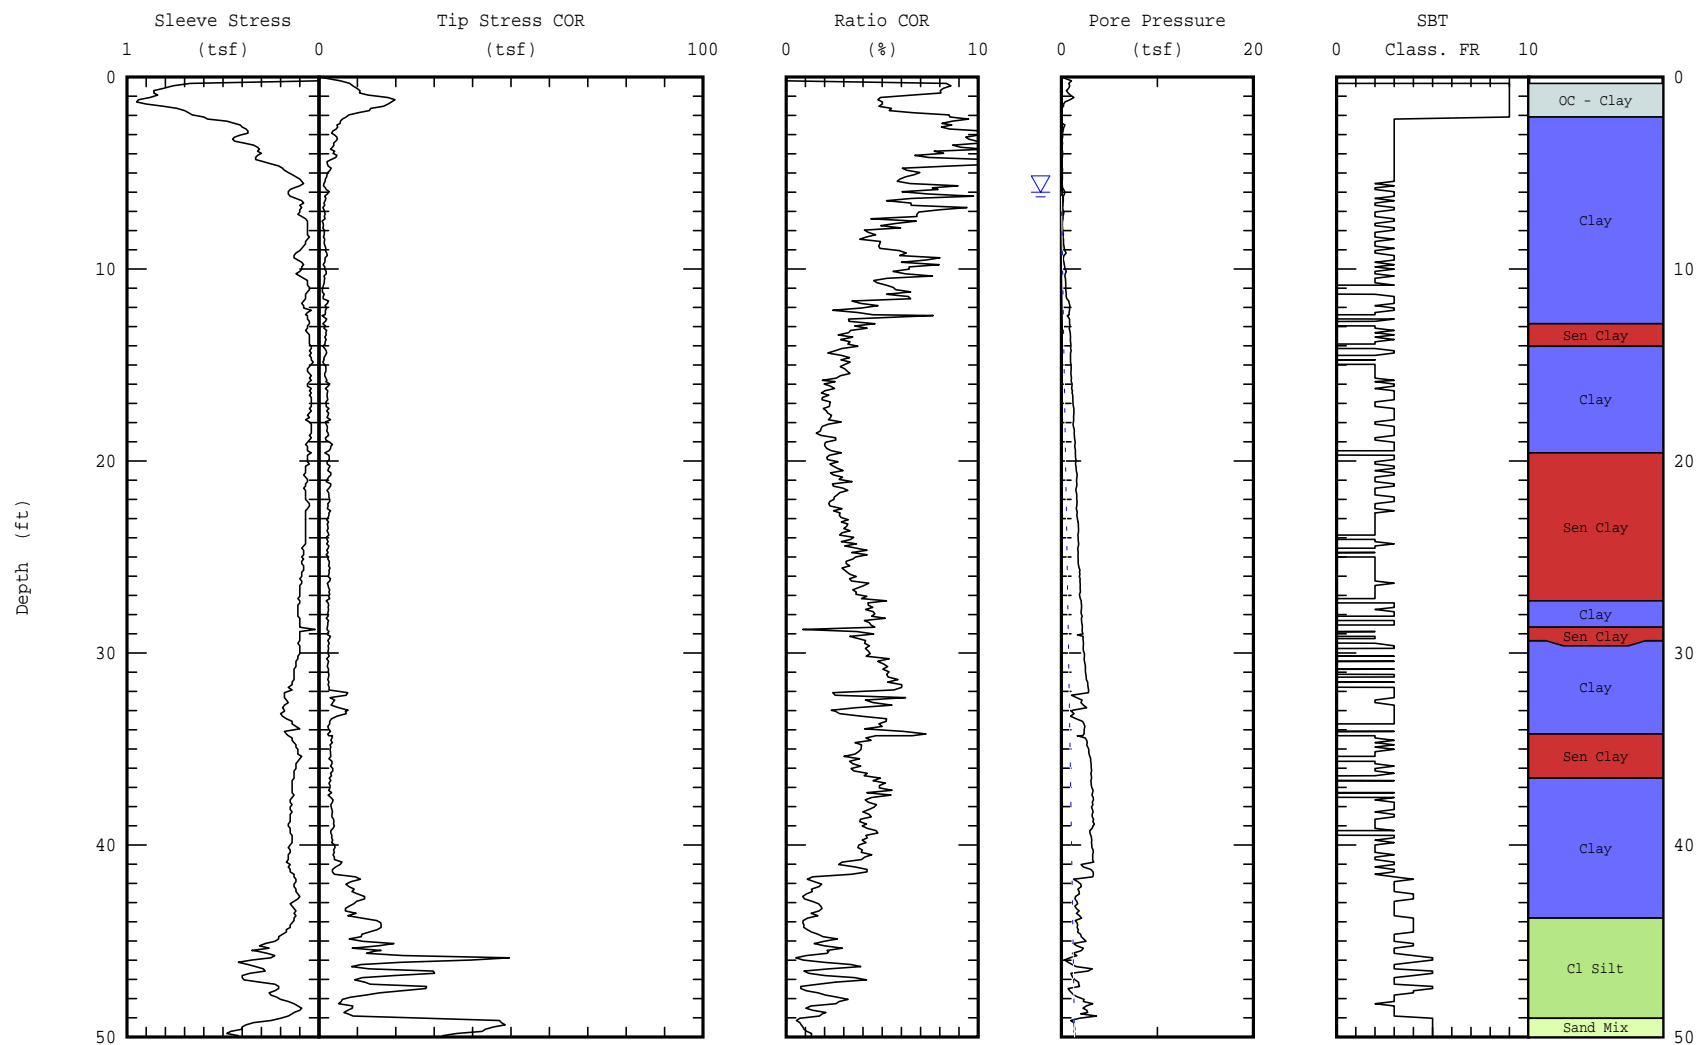 Sleeve Stress Tip Stress COR Ratio COR Pore Pressure SBT
(tsf) (tsf) (%) (tsf) Class. FR
1 0 100 0 10 0 20 0 10
0 0
OC - Clay
Clay
10 10
Sen Clay
Clay
20 20
Sen Clay
Depth (ft)
Clay
Sen Clay
30 30
Clay
Sen Clay
Clay
40 40
Cl Silt
Sand Mix
50 50